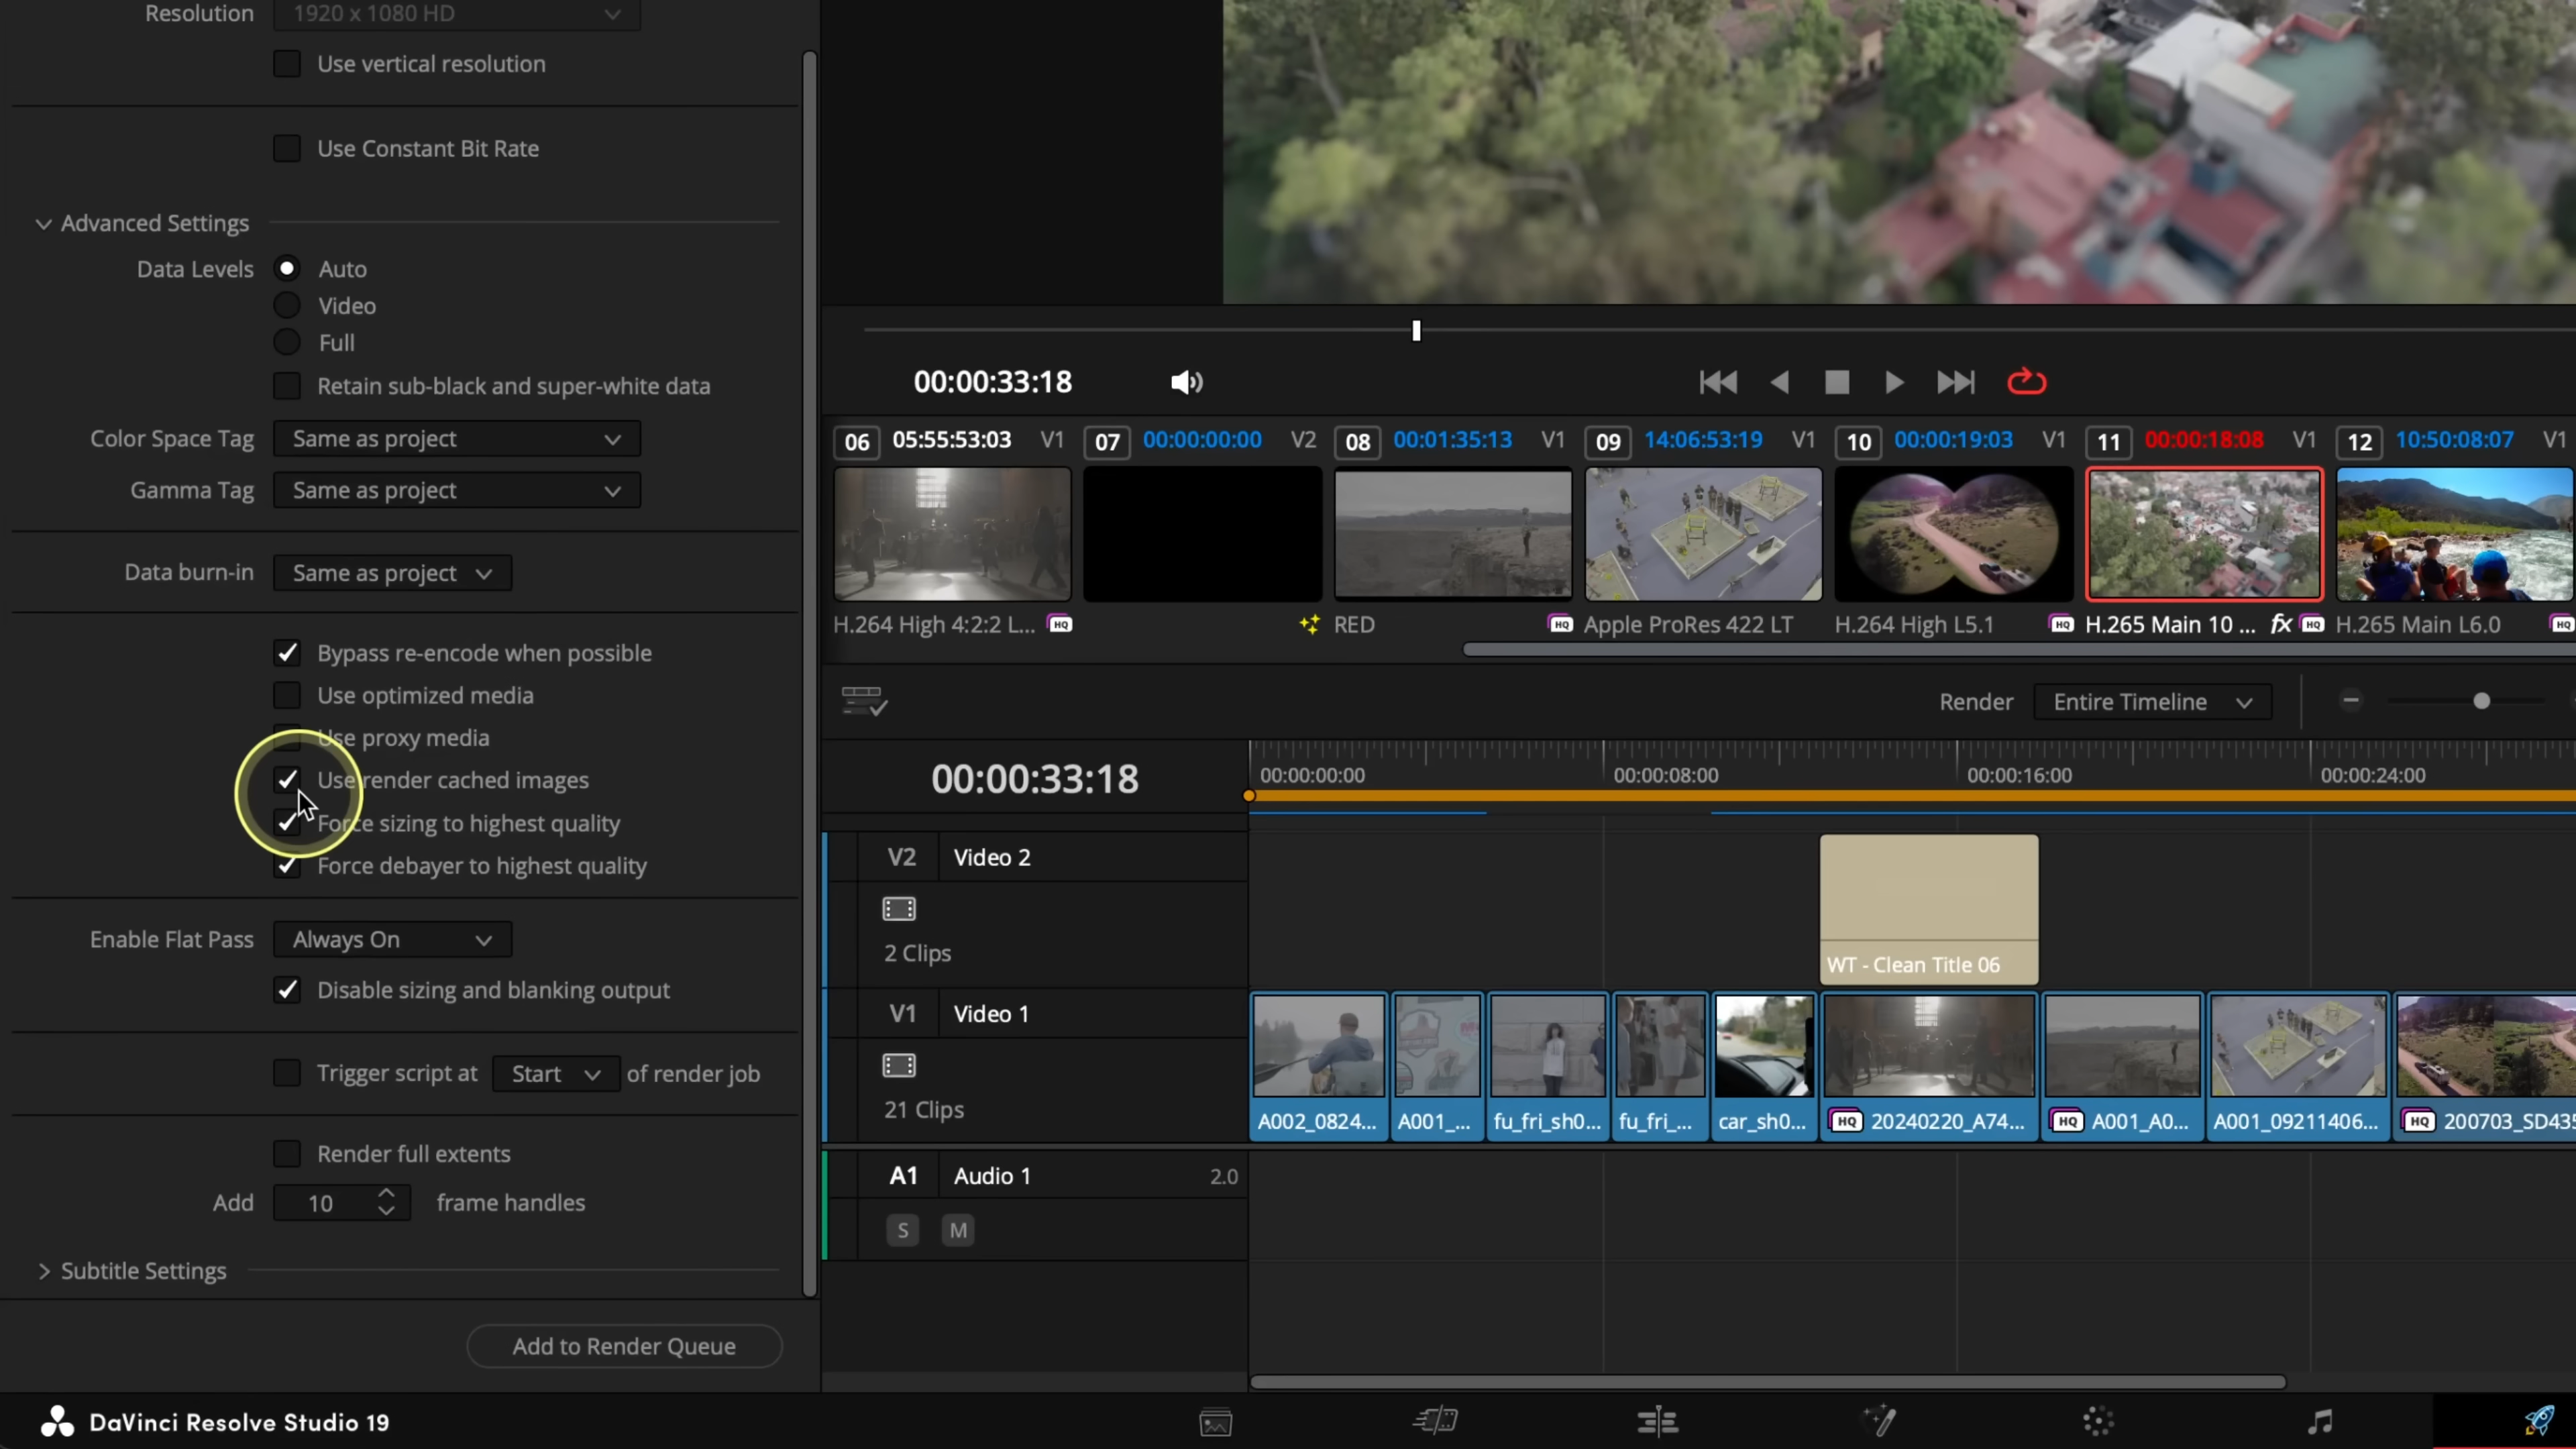 Resolution 1920 x 1080 HD
Use vertical resolution
Use Constant Bit Rate
Advanced Settings
Data Levels Auto
Video
Full
Retain sub-black and super-white data
Color Space Tag Same as project
Gamma Tag Same as project
Data burn-in Same as project
Bypass re-encode when possible
Use optimized media
Use proxy media
Use render cached images
Force sizing to highest quality
Force debayer to highest quality
Enable Flat Pass Always On
Disable sizing and blanking output
Trigger script at Start of render job
Render full extents
Add 10 frame handles
Subtitle Settings
Add to Render Queue
00:00:33:18
06 05:55:53:03 V1 07 00:00:00:00 V2 08 00:01:35:13 V1 09 14:06:53:19 V1 10 00:00:19:03 V1 11 00:00:18:08 V1 12 10:50:08:07 V1
H.264 High 4:2:2 L... HQ RED HQ Apple ProRes 422 LT H.264 High L5.1 HQ H.265 Main 10 ... fx HQ H.265 Main L6.0 HQ
Render Entire Timeline
00:00:33:18 00:00:00:00 00:00:08:00 00:00:16:00 00:00:24:00
V2 Video 2
2 Clips
WT - Clean Title 06
V1 Video 1
21 Clips
A002_0824... A001_... fu_fri_sh0... fu_fri_... car_sh0... HQ 20240220_A74... HQ A001_A0... A001_09211406... HQ 200703_SD435
A1 Audio 1 2.0
S M
DaVinci Resolve Studio 19